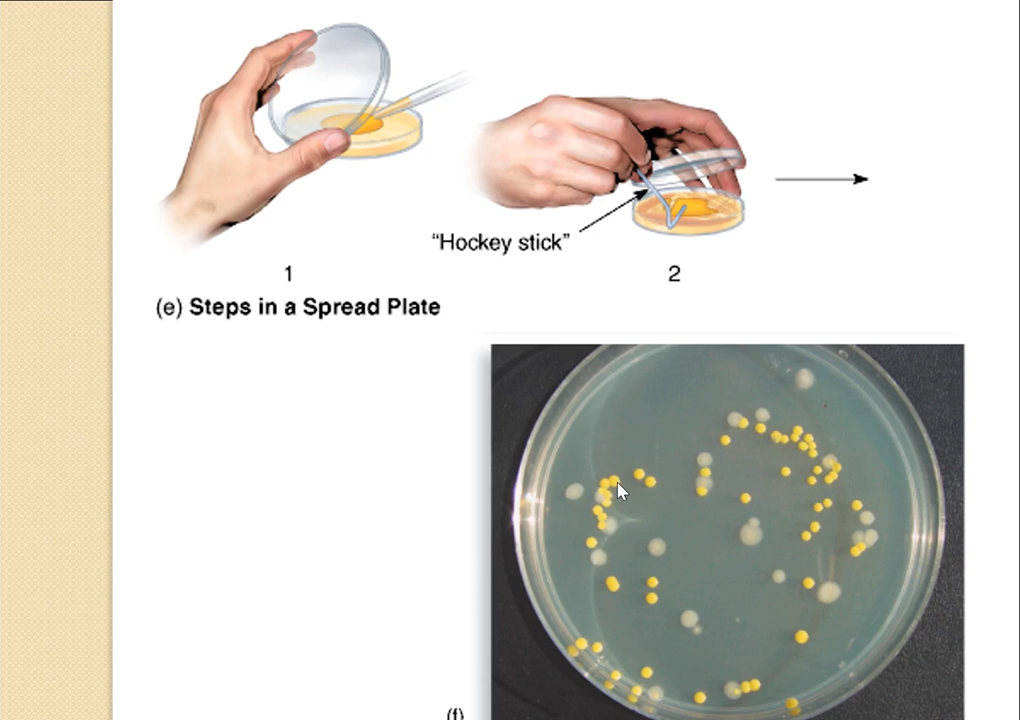 “Hockey stick”
1
2
(e) Steps in a Spread Plate
(f)